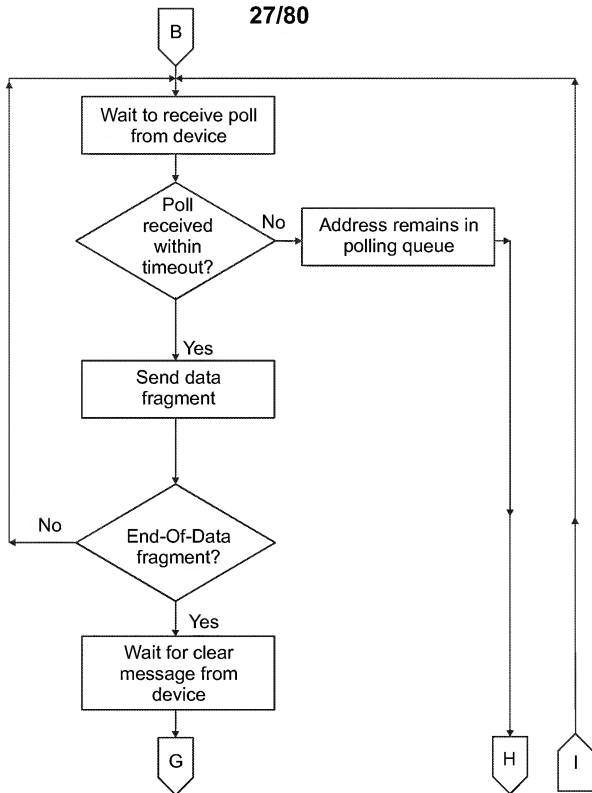 27/80
B
Wait to receive poll
from device
Poll
received
within
timeout?
No
Address remains in
polling queue
Yes
Send data
fragment
No
End-Of-Data
fragment?
Yes
Wait for clear
message from
device
G
H
I